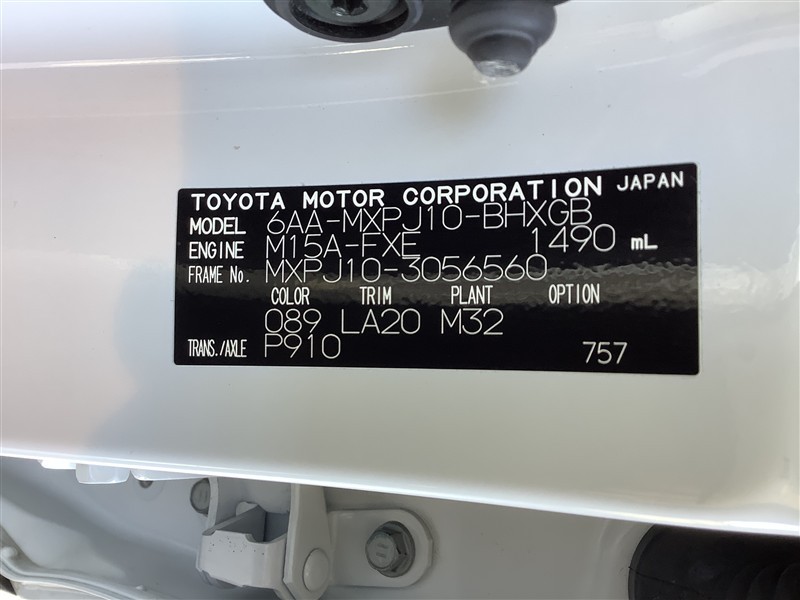 TOYOTA MOTOR CORPORATION JAPAN
MODEL 6AA-MXPJ10-BHXGB
ENGINE M15A-FXE 1490 mL
FRAME No. MXPJ10-3056560
COLOR TRIM PLANT OPTION
089 LA20 M32
TRANS./AXLE P910 757